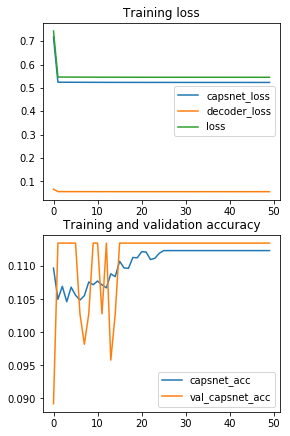 Training loss
0.7
0.6
0.5
0.4
0.3
0.2
0.1
capsnet_loss
decoder_loss
loss
0 10 20 30 40 50
Training and validation accuracy
0.110
0.105
0.100
0.095
0.090
capsnet_acc
val_capsnet_acc
0 10 20 30 40 50